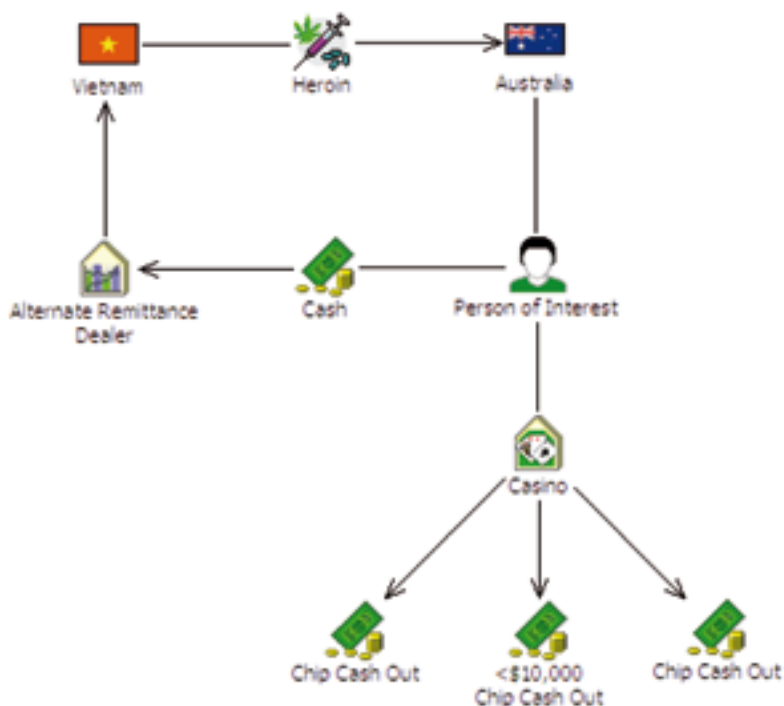 Vietnam
Heroin
Australia
Alternate Remittance
Dealer
Cash
Person of Interest
Casino
Chip Cash Out
<$10,000
Chip Cash Out
Chip Cash Out